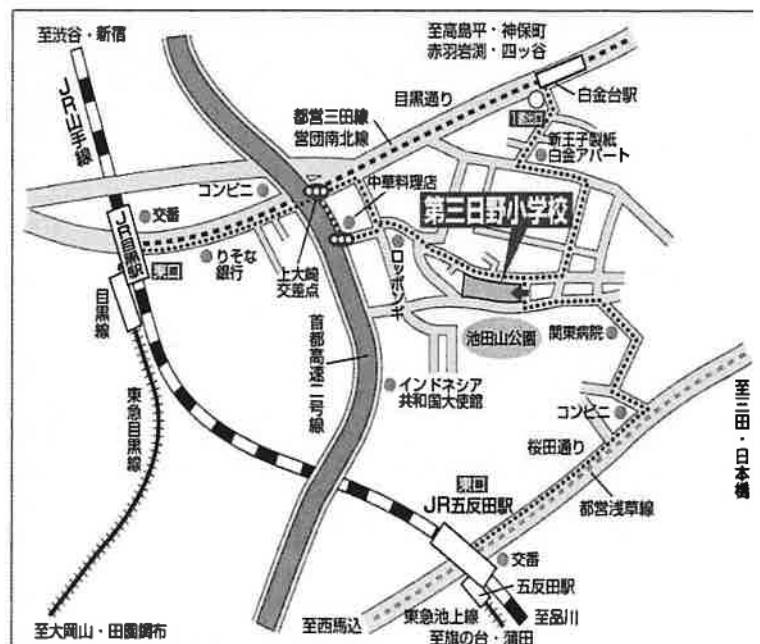 至渋谷・新宿
至高島平・神保町
赤羽岩渕・四ッ谷
JR山手線
目黒通り
白金台駅
都営三田線
営団南北線
1番出口
新王子製紙
白金アパート
コンビニ
中華料理店
第三日野小学校
交番
JR目黒駅
東口
りそな
銀行
上大崎
交差点
ロッポンギ
目黒線
首都高速二号線
池田山公園
関東病院
東急目黒線
インドネシア
共和国大使館
コンビニ
至三田・日本橋
桜田通り
東口
JR五反田駅
都営浅草線
交番
五反田駅
至大岡山・田園調布
至西馬込
東急池上線
至品川
至旗の台・蒲田